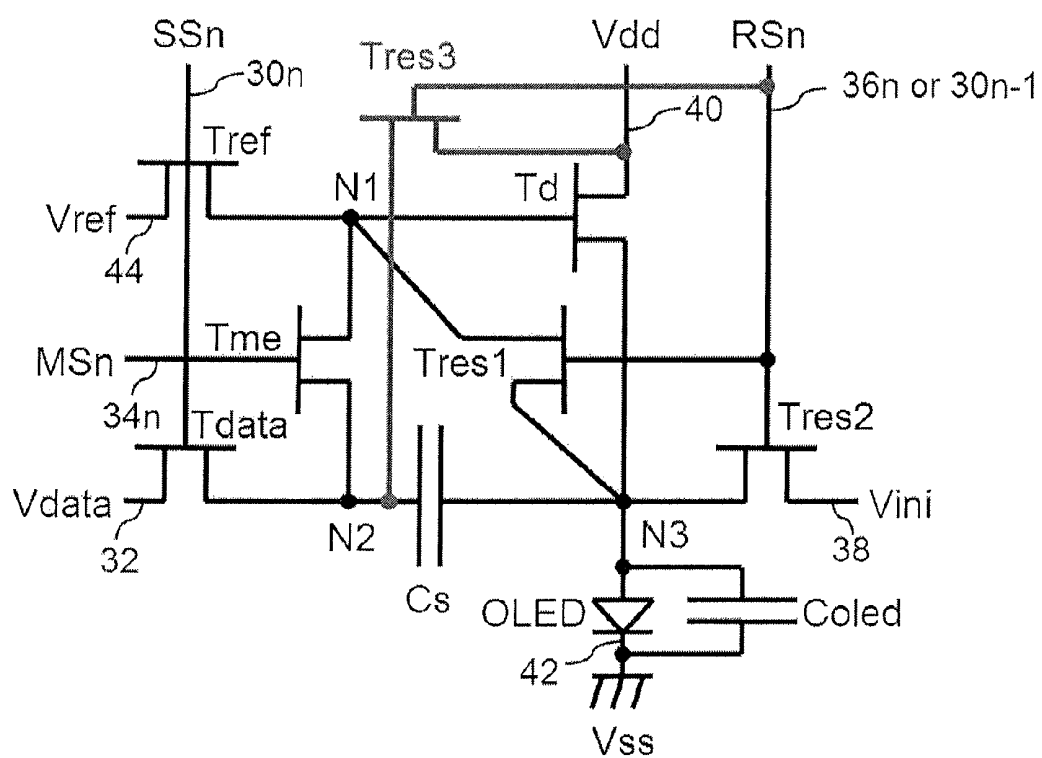 SSn
Vdd
RSn
Tres3
30n
36n or 30n-1
40
Tref
N1
Td
Vref
44
Tme
MSn
Tres1
34n
Tdata
Tres2
Vdata
Vini
N2
N3
32
38
Cs
OLED
Coled
42
Vss